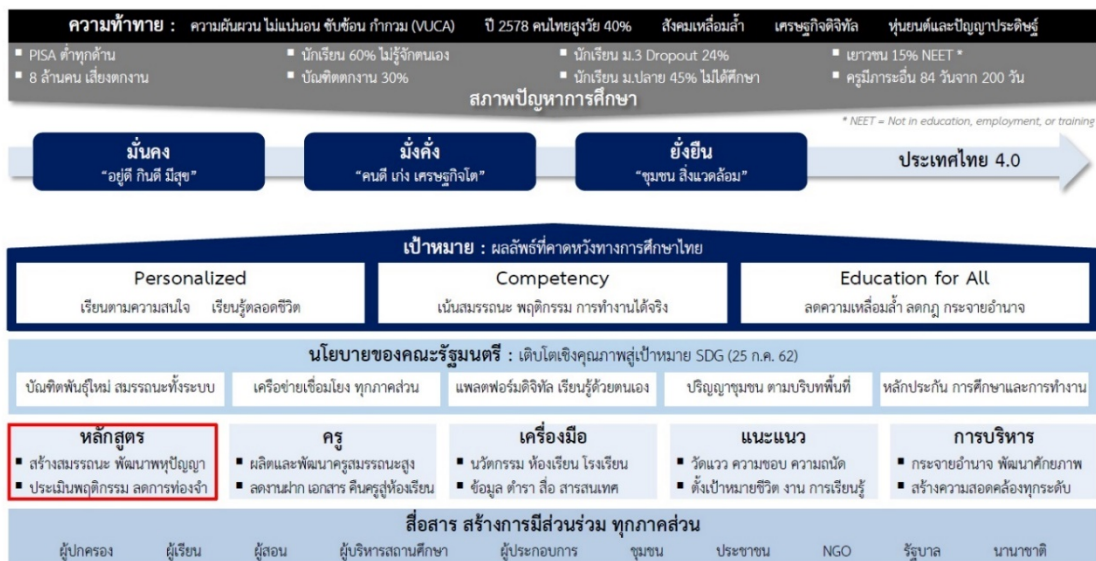 ความท้าทาย : ความผันผวน ไม่แน่นอน ซับซ้อน กำกวม (VUCA) ปี 2578 คนไทยสูงวัย 40% สังคมเหลื่อมล้ำ เศรษฐกิจดิจิทัล หุ่นยนต์และปัญญาประดิษฐ์
▪ PISA ต่ำทุกด้าน ▪ นักเรียน 60% ไม่รู้จักตนเอง ▪ นักเรียน ม.3 Dropout 24% ▪ เยาวชน 15% NEET *
▪ 8 ล้านคน เสี่ยงตกงาน ▪ บัณฑิตตกงาน 30% ▪ นักเรียน ม.ปลาย 45% ไม่ได้ศึกษา ▪ ครูมีภาระอื่น 84 วันจาก 200 วัน
สภาพปัญหาการศึกษา
* NEET = Not in education, employment, or training
มั่นคง มั่งคั่ง ยั่งยืน ประเทศไทย 4.0
“อยู่ดี กินดี มีสุข” “คนดี เก่ง เศรษฐกิจโต” “ชุมชน สิ่งแวดล้อม”
เป้าหมาย : ผลลัพธ์ที่คาดหวังทางการศึกษาไทย
Personalized Competency Education for All
เรียนตามความสนใจ เรียนรู้ตลอดชีวิต เน้นสมรรถนะ พฤติกรรม การทำงานได้จริง ลดความเหลื่อมล้ำ ลดกฎ กระจายอำนาจ
นโยบายของคณะรัฐมนตรี : เติบโตเชิงคุณภาพสู่เป้าหมาย SDG (25 ก.ค. 62)
บัณฑิตพันธุ์ใหม่ สมรรถนะทั้งระบบ เครือข่ายเชื่อมโยง ทุกภาคส่วน แพลตฟอร์มดิจิทัล เรียนรู้ด้วยตนเอง ปริญญาชุมชน ตามบริบทพื้นที่ หลักประกัน การศึกษาและการทำงาน
หลักสูตร ครู เครื่องมือ แนะแนว การบริหาร
▪ สร้างสมรรถนะ พัฒนาพหุปัญญา ▪ ผลิตและพัฒนาครูสมรรถนะสูง ▪ นวัตกรรม ห้องเรียน โรงเรียน ▪ วัดแวว ความชอบ ความถนัด ▪ กระจายอำนาจ พัฒนาศักยภาพ
▪ ประเมินพฤติกรรม ลดการท่องจำ ▪ ลดงานฝาก เอกสาร คืนครูสู่ห้องเรียน ▪ ข้อมูล ตำรา สื่อ สารสนเทศ ▪ ตั้งเป้าหมายชีวิต งาน การเรียนรู้ ▪ สร้างความสอดคล้องทุกระดับ
สื่อสาร สร้างการมีส่วนร่วม ทุกภาคส่วน
ผู้ปกครอง ผู้เรียน ผู้สอน ผู้บริหารสถานศึกษา ผู้ประกอบการ ชุมชน ประชาชน NGO รัฐบาล นานาชาติ